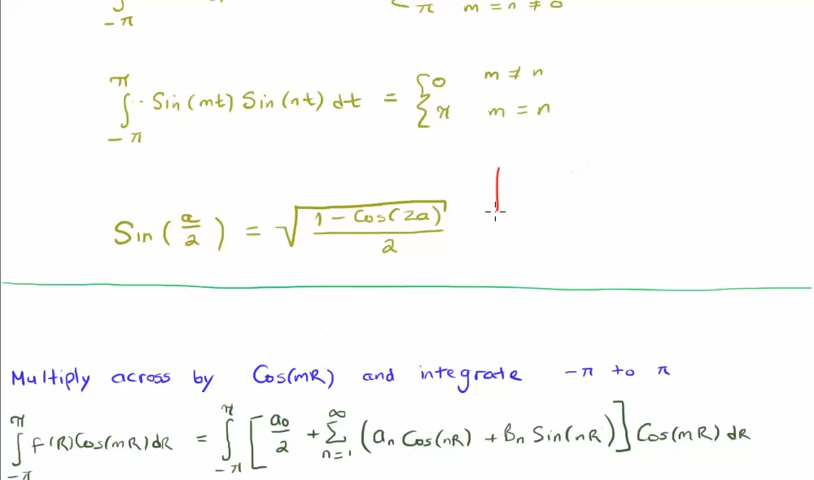 ∫ -π π m = n ≠ 0
∫_{-π}^{π} Sin(mt) Sin(nt) dt = { 0 m ≠ n
π m = n
Sin(a/2) = √((1 - Cos(2a))/2)
Multiply across by Cos(mR) and integrate -π to π
∫_{-π}^{π} f(R)Cos(mR)dR = ∫_{-π}^{π} [a₀/2 + Σ_{n=1}^{∞} (aₙ Cos(nR) + Bₙ Sin(nR))] Cos(mR) dR